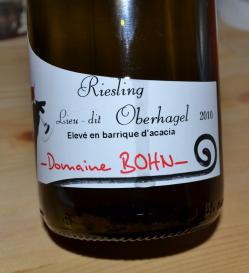 Riesling
Lieu-dit Oberhagel 2010
Elevé en barrique d'acacia
-Domaine BOHN-